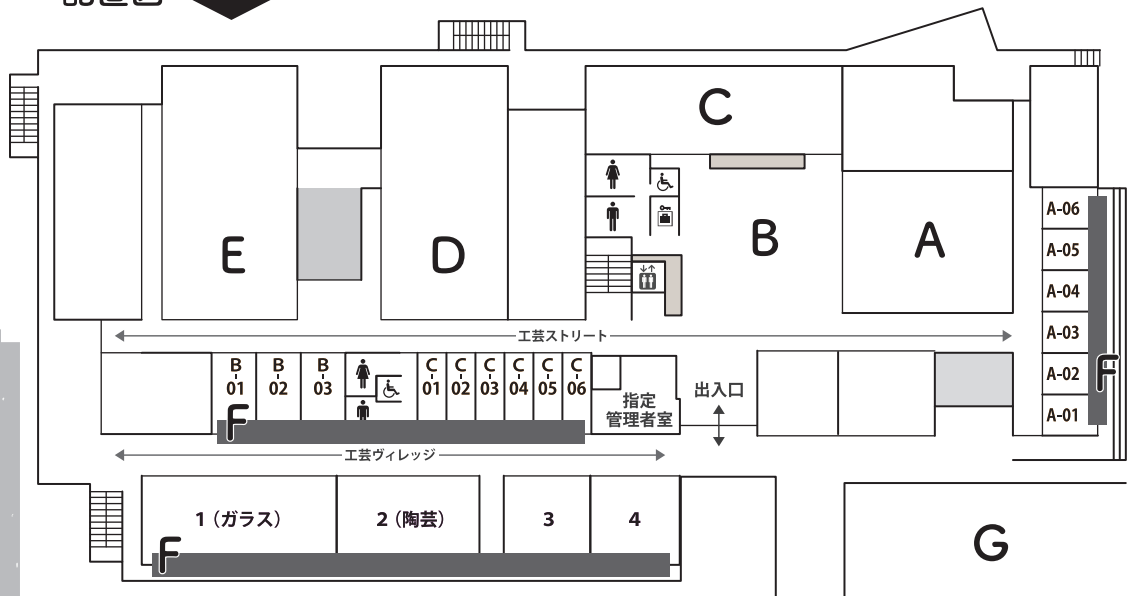 C
E
D
B
A
A-06
A-05
A-04
A-03
A-02
A-01
F
工芸ストリート
B-01
B-02
B-03
C-01
C-02
C-03
C-04
C-05
C-06
F
指定
管理者室
出入口
工芸ヴィレッジ
1（ガラス）
2（陶芸）
3
4
F
G